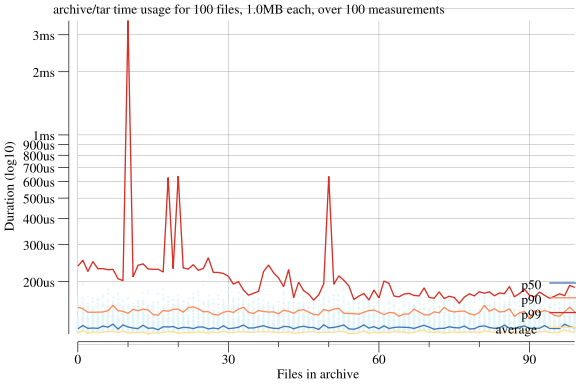 archive/tar time usage for 100 files, 1.0MB each, over 100 measurements
3ms
2ms
1ms
900us
800us
700us
600us
500us
400us
300us
200us
Duration (log10)
p50
p90
p99
average
0
30
60
90
Files in archive